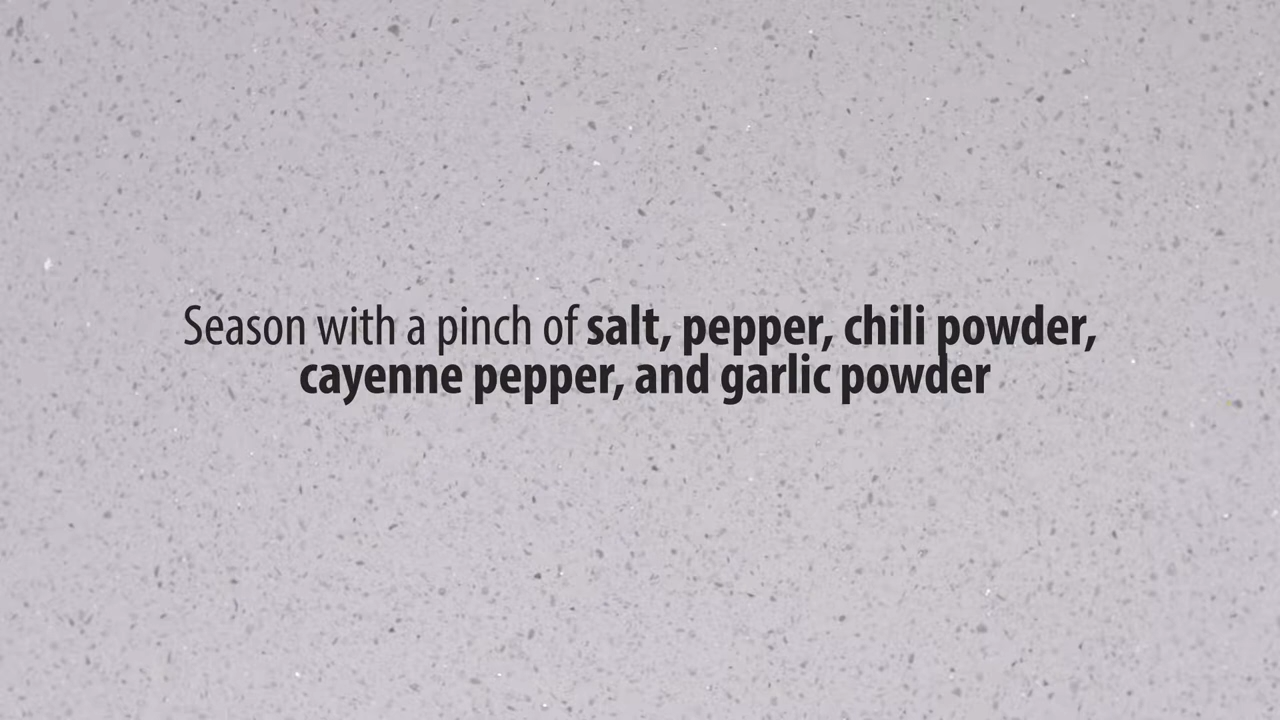 Season with a pinch of salt, pepper, chili powder,
cayenne pepper, and garlic powder